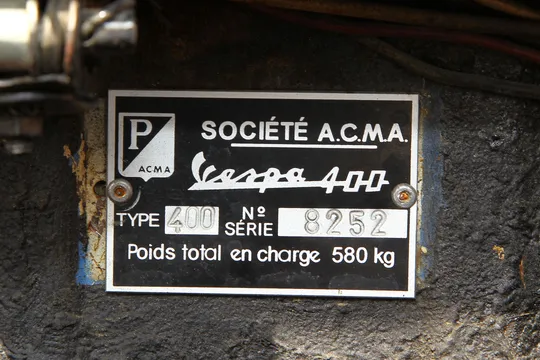 P
ACMA
SOCIÉTÉ A.C.M.A.
Vespa 400
TYPE 400 Nº SÉRIE 8252
Poids total en charge 580 kg